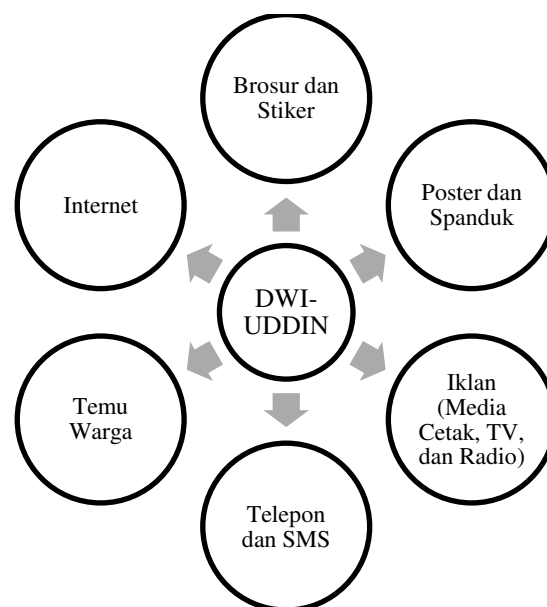 Brosur dan
Stiker
Poster dan
Spanduk
Iklan
(Media
Cetak, TV,
dan Radio)
Telepon
dan SMS
Temu
Warga
Internet
DWI-
UDDIN